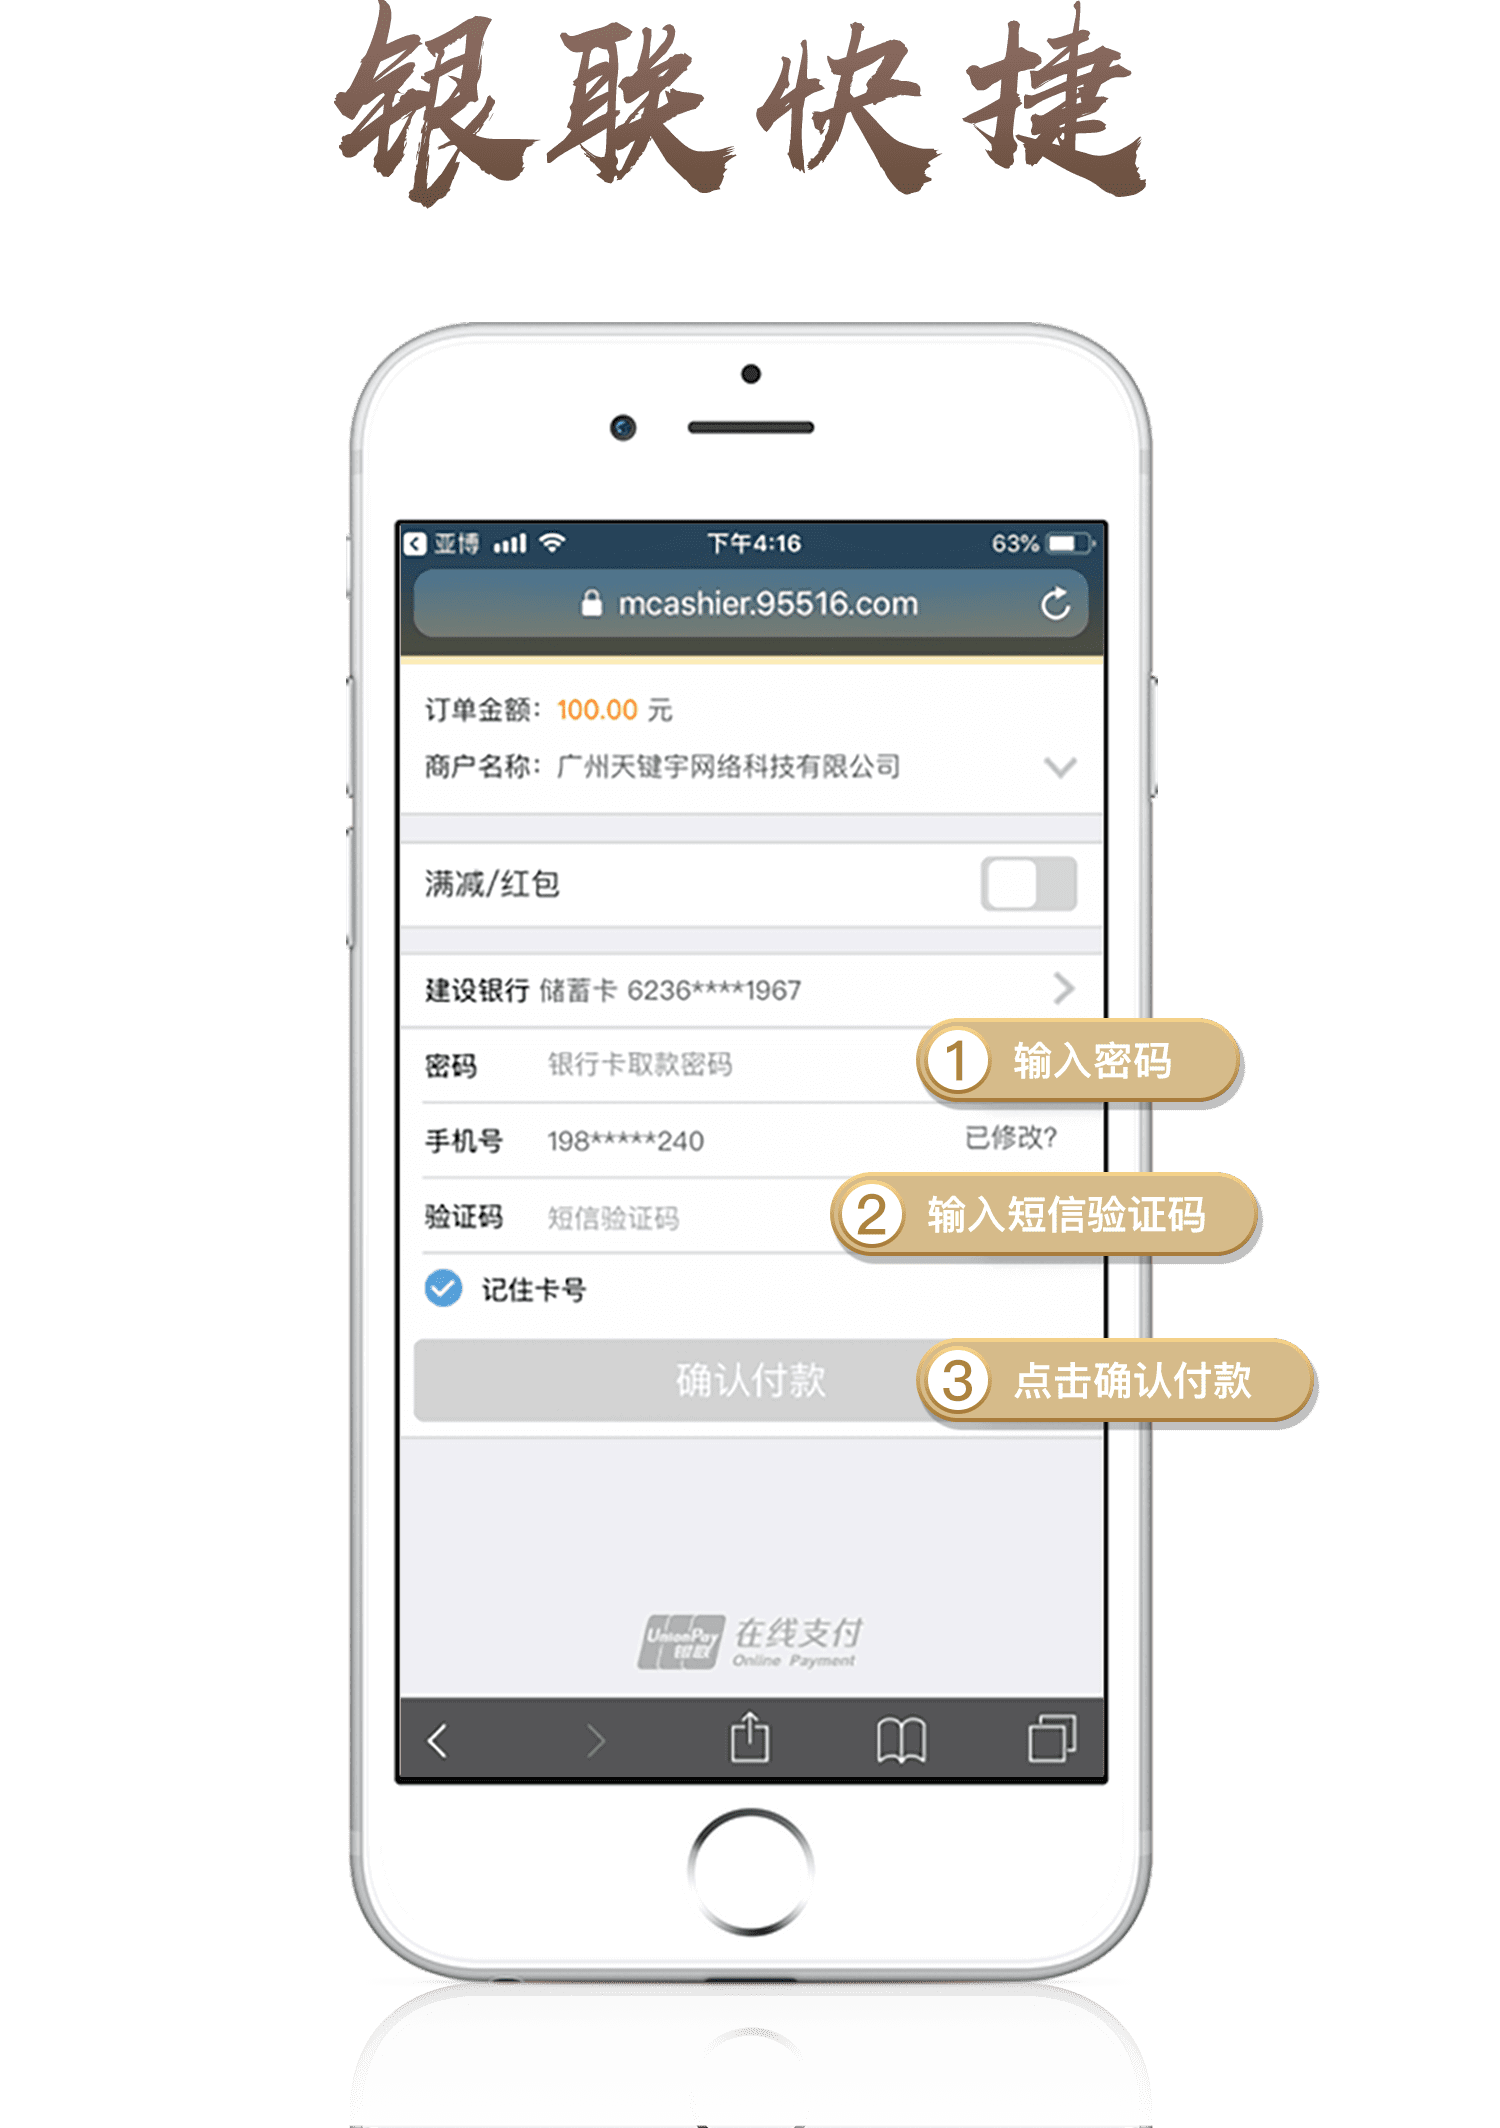 银联快捷
亚博 下午4:16 63%
mcashier.95516.com
订单金额：100.00 元
商户名称：广州天键宇网络科技有限公司
满减/红包
建设银行 储蓄卡 6236****1967
密码 银行卡取款密码
1 输入密码
手机号 198*****240 已修改?
验证码 短信验证码
2 输入短信验证码
记住卡号
确认付款
3 点击确认付款
UnionPay 在线支付
银联 Online Payment